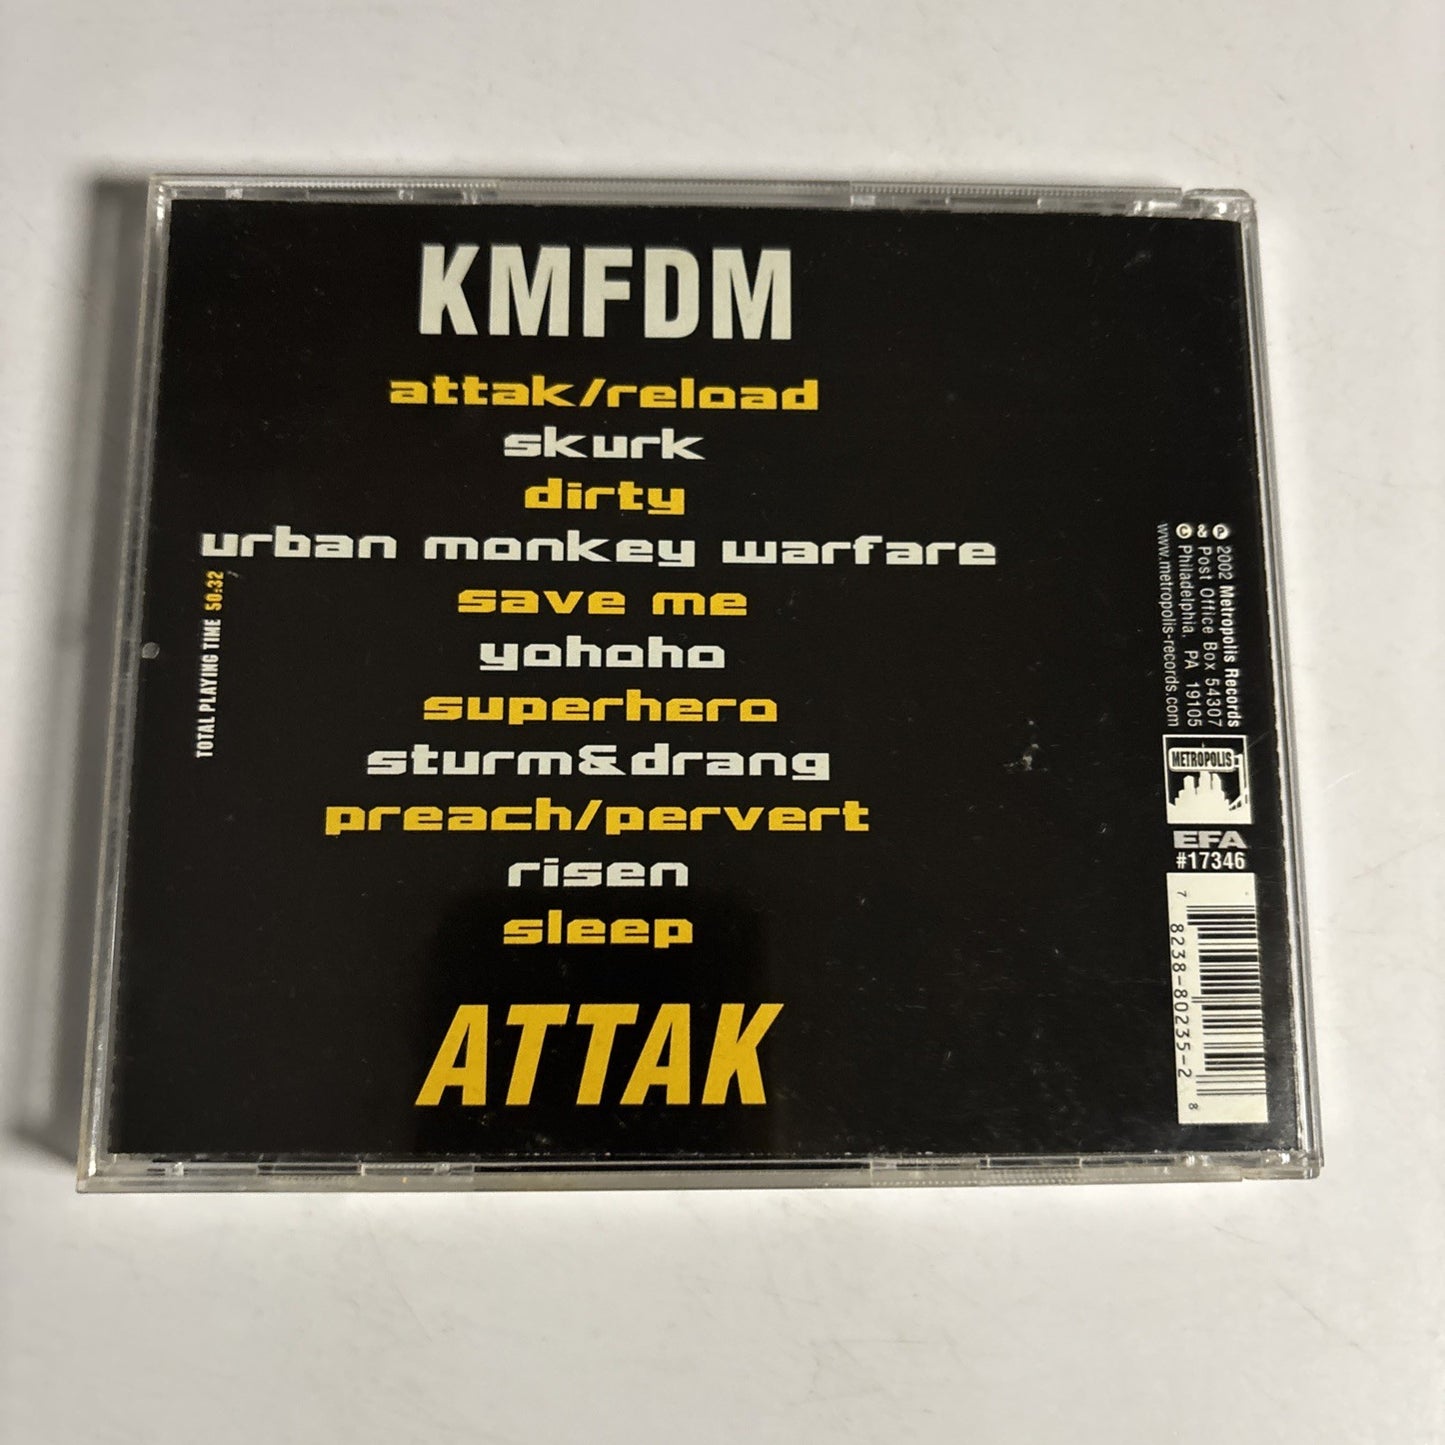 KMFDM
attak/reload
skurk
dirty
urban monkey warfare
save me
yohoho
superhero
sturm&drang
preach/pervert
risen
sleep
ATTAK
TOTAL PLAYING TIME 50:32
℗ 2002 Metropolis Records
& Post Office Box 54307
© Philadelphia, PA 19105
www.metropolis-records.com
METROPOLIS
EFA
#17346
7 8238-80235-2 8